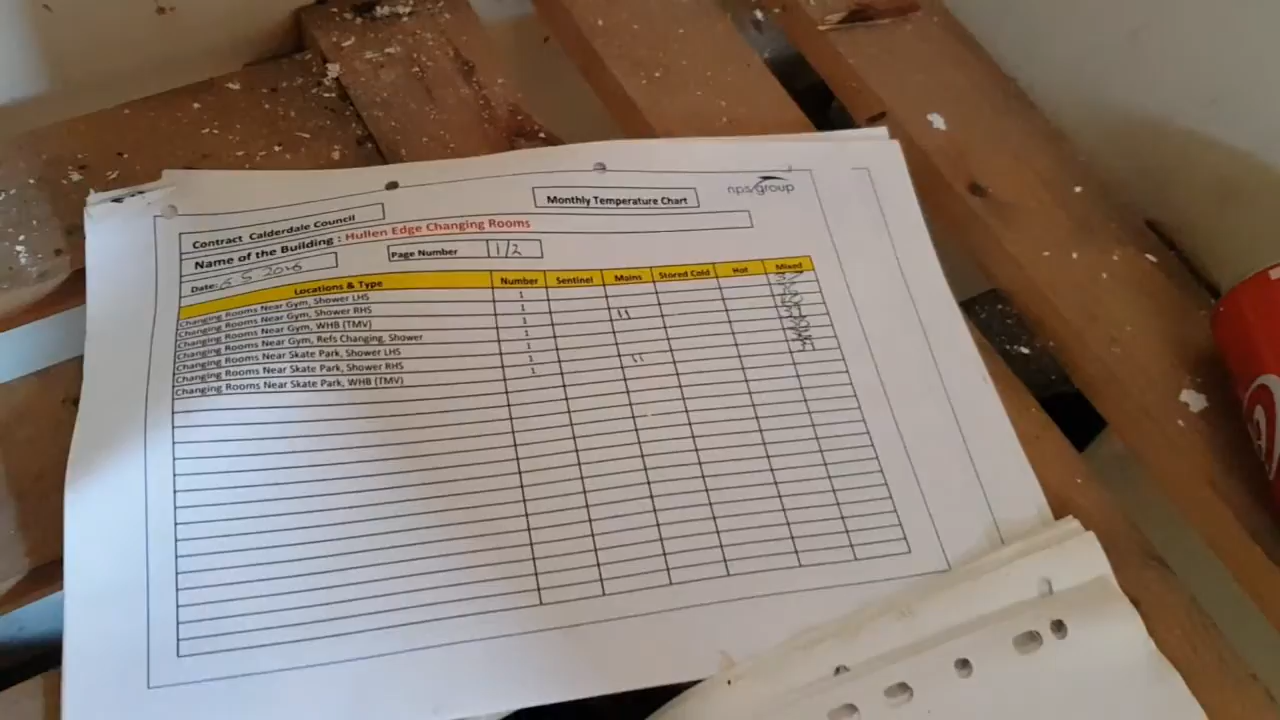 nps group
Monthly Temperature Chart
Contract Calderdale Council
Name of the Building : Hullen Edge Changing Rooms
Page Number 1/2
Date:
Locations & Type Number Sentinel Mains Stored Cold Hot Mixed
Changing Rooms Near Gym, Shower LHS 1
Changing Rooms Near Gym, Shower RHS 1 11
Changing Rooms Near Gym, WHB (TMV) 1
Changing Rooms Near Gym, Refs Changing, Shower 1
Changing Rooms Near Skate Park, Shower LHS 1 11
Changing Rooms Near Skate Park, Shower RHS 1
Changing Rooms Near Skate Park, WHB (TMV) 1